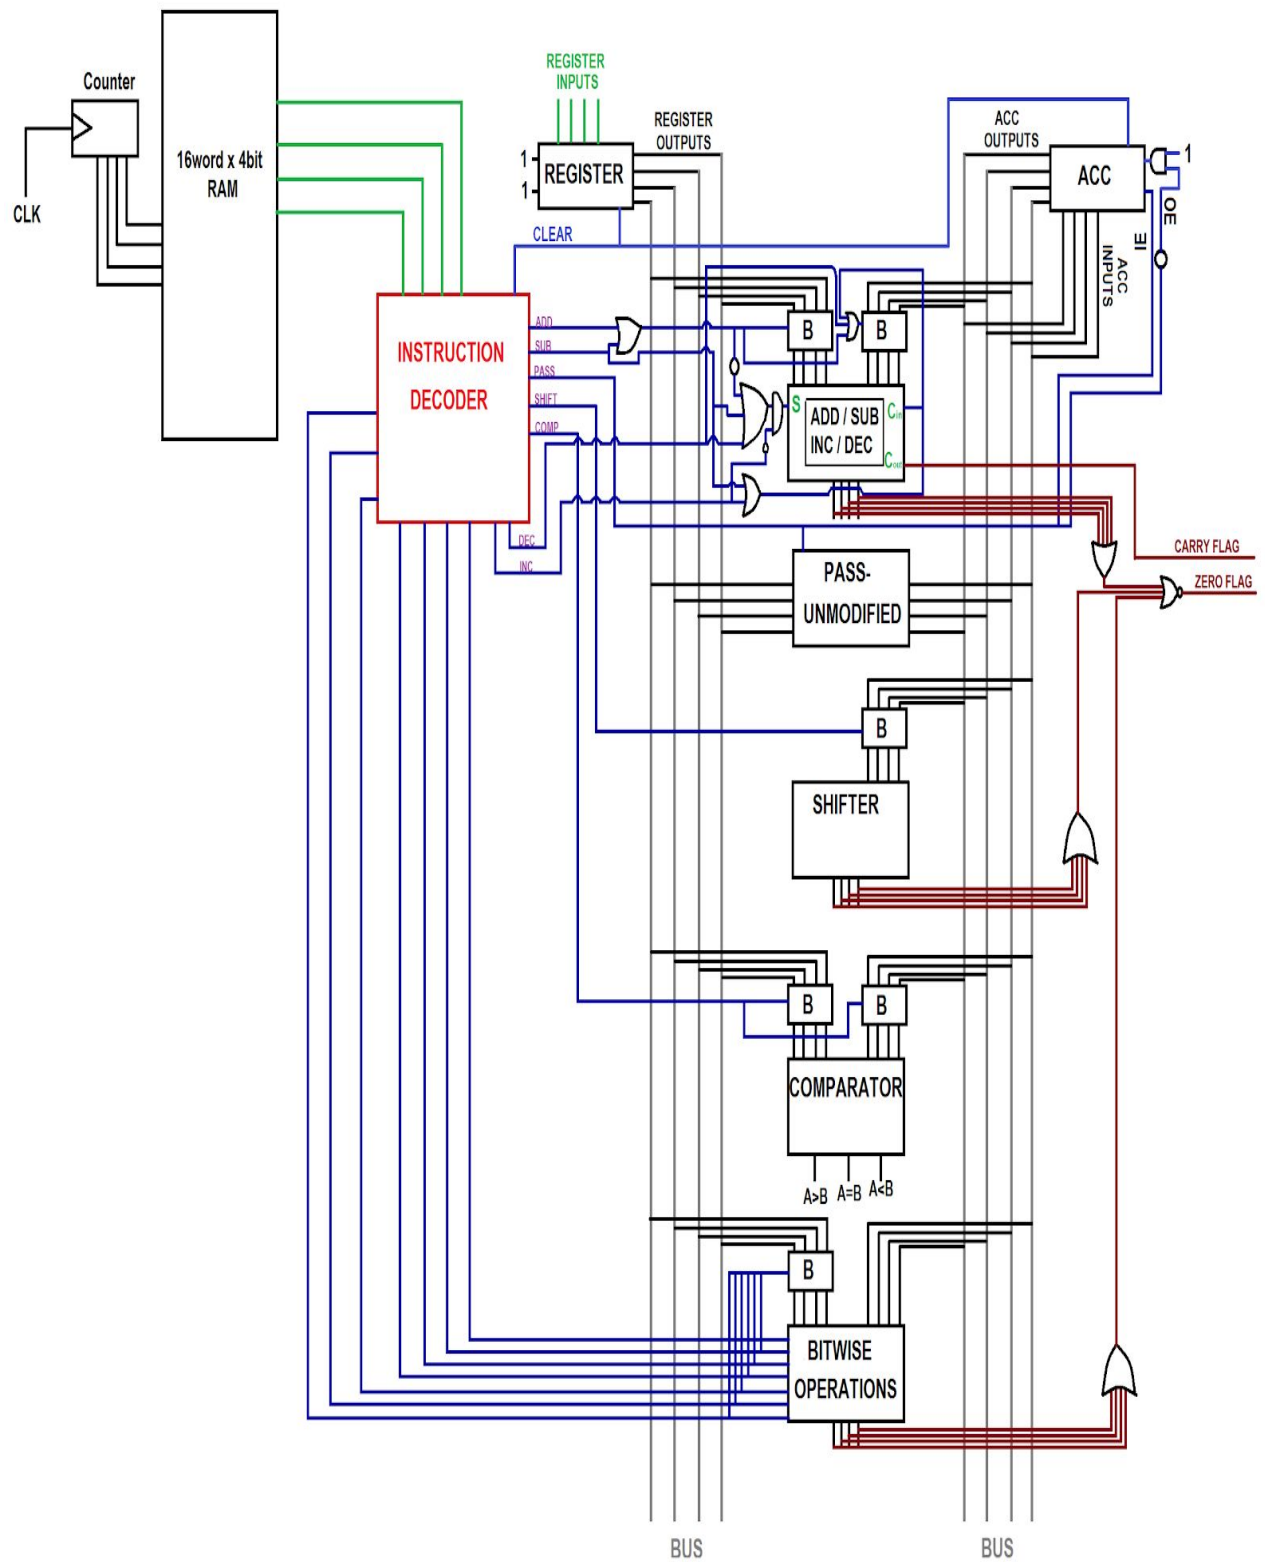 Counter
CLK
16word x 4bit
RAM
REGISTER
INPUTS
1
1
REGISTER
REGISTER
OUTPUTS
ACC
OUTPUTS
ACC
1
OE
IE
ACC
INPUTS
CLEAR
INSTRUCTION
DECODER
ADD
SUB
PASS
SHIFT
COMP
DEC
INC
B
B
S
ADD / SUB
INC / DEC
Cin
Cout
CARRY FLAG
ZERO FLAG
PASS-
UNMODIFIED
B
SHIFTER
B
B
COMPARATOR
A>B
A=B
A<B
B
BITWISE
OPERATIONS
BUS
BUS